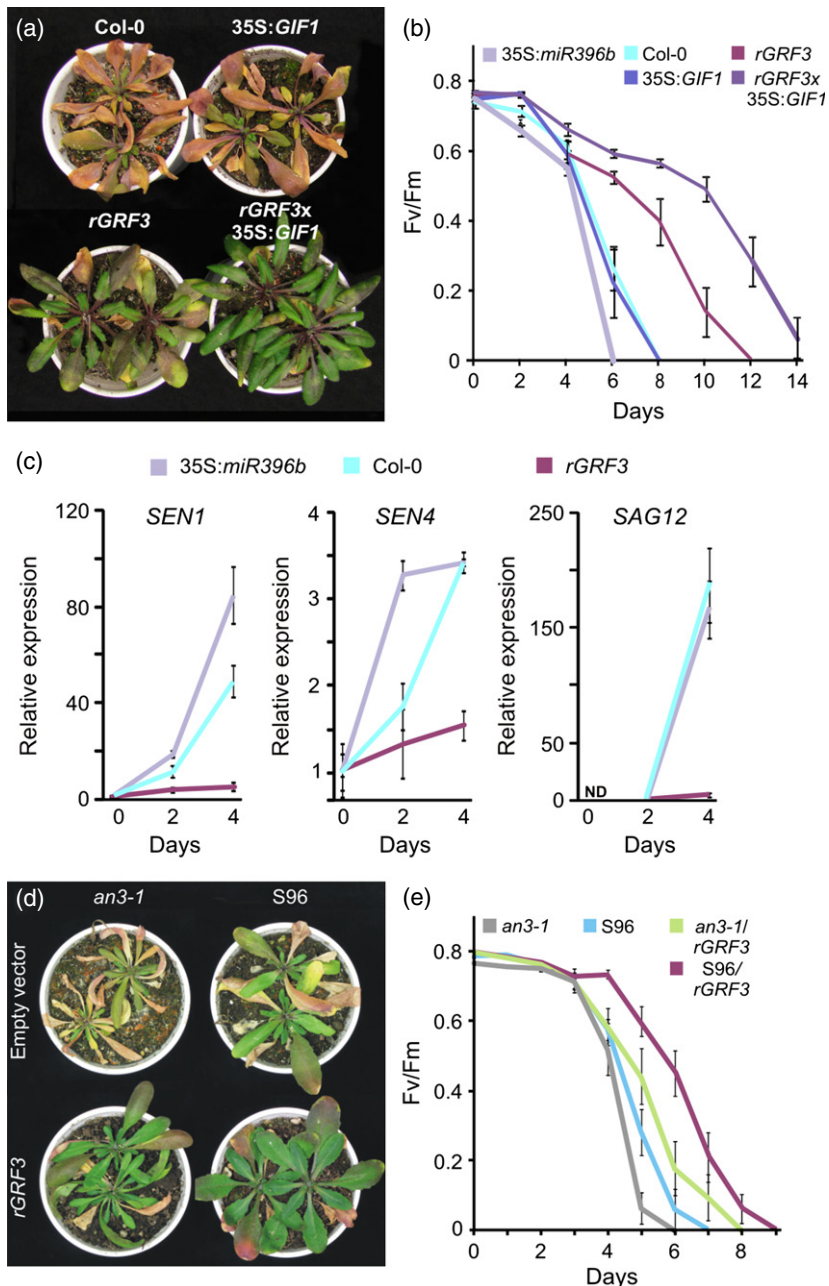 (a)
Col-0
35S:GIF1
rGRF3
rGRF3x
35S:GIF1
(b)
35S:miR396b
Col-0
rGRF3
35S:GIF1
rGRF3x
35S:GIF1
Fv/Fm
0.8
0.6
0.4
0.2
0
0 2 4 6 8 10 12 14
Days
(c)
35S:miR396b
Col-0
rGRF3
SEN1
Relative expression
120
80
40
0
0 2 4
Days
SEN4
Relative expression
4
3
2
1
0 2 4
Days
SAG12
Relative expression
250
150
50
0
ND
0 2 4
Days
(d)
an3-1
S96
Empty vector
rGRF3
(e)
an3-1
S96
an3-1/
rGRF3
S96/
rGRF3
Fv/Fm
0.8
0.6
0.4
0.2
0
0 2 4 6 8
Days